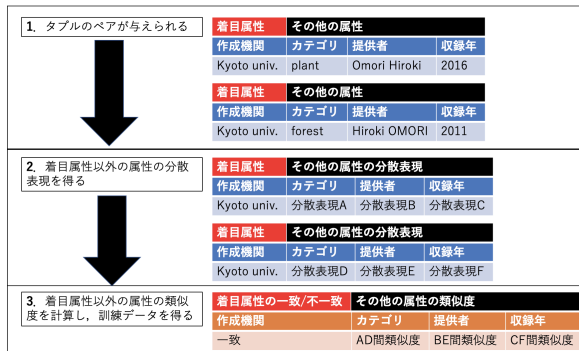 1．タプルのペアが与えられる
着目属性 その他の属性
作成機関 カテゴリ 提供者 収録年
Kyoto univ. plant Omori Hiroki 2016
着目属性 その他の属性
作成機関 カテゴリ 提供者 収録年
Kyoto univ. forest Hiroki OMORI 2011
2．着目属性以外の属性の分散
表現を得る
着目属性 その他の属性の分散表現
作成機関 カテゴリ 提供者 収録年
Kyoto univ. 分散表現A 分散表現B 分散表現C
着目属性 その他の属性の分散表現
作成機関 カテゴリ 提供者 収録年
Kyoto univ. 分散表現D 分散表現E 分散表現F
3．着目属性以外の属性の類似
度を計算し，訓練データを得る
着目属性の一致/不一致 その他の属性の類似度
作成機関 カテゴリ 提供者 収録年
一致 AD間類似度 BE間類似度 CF間類似度